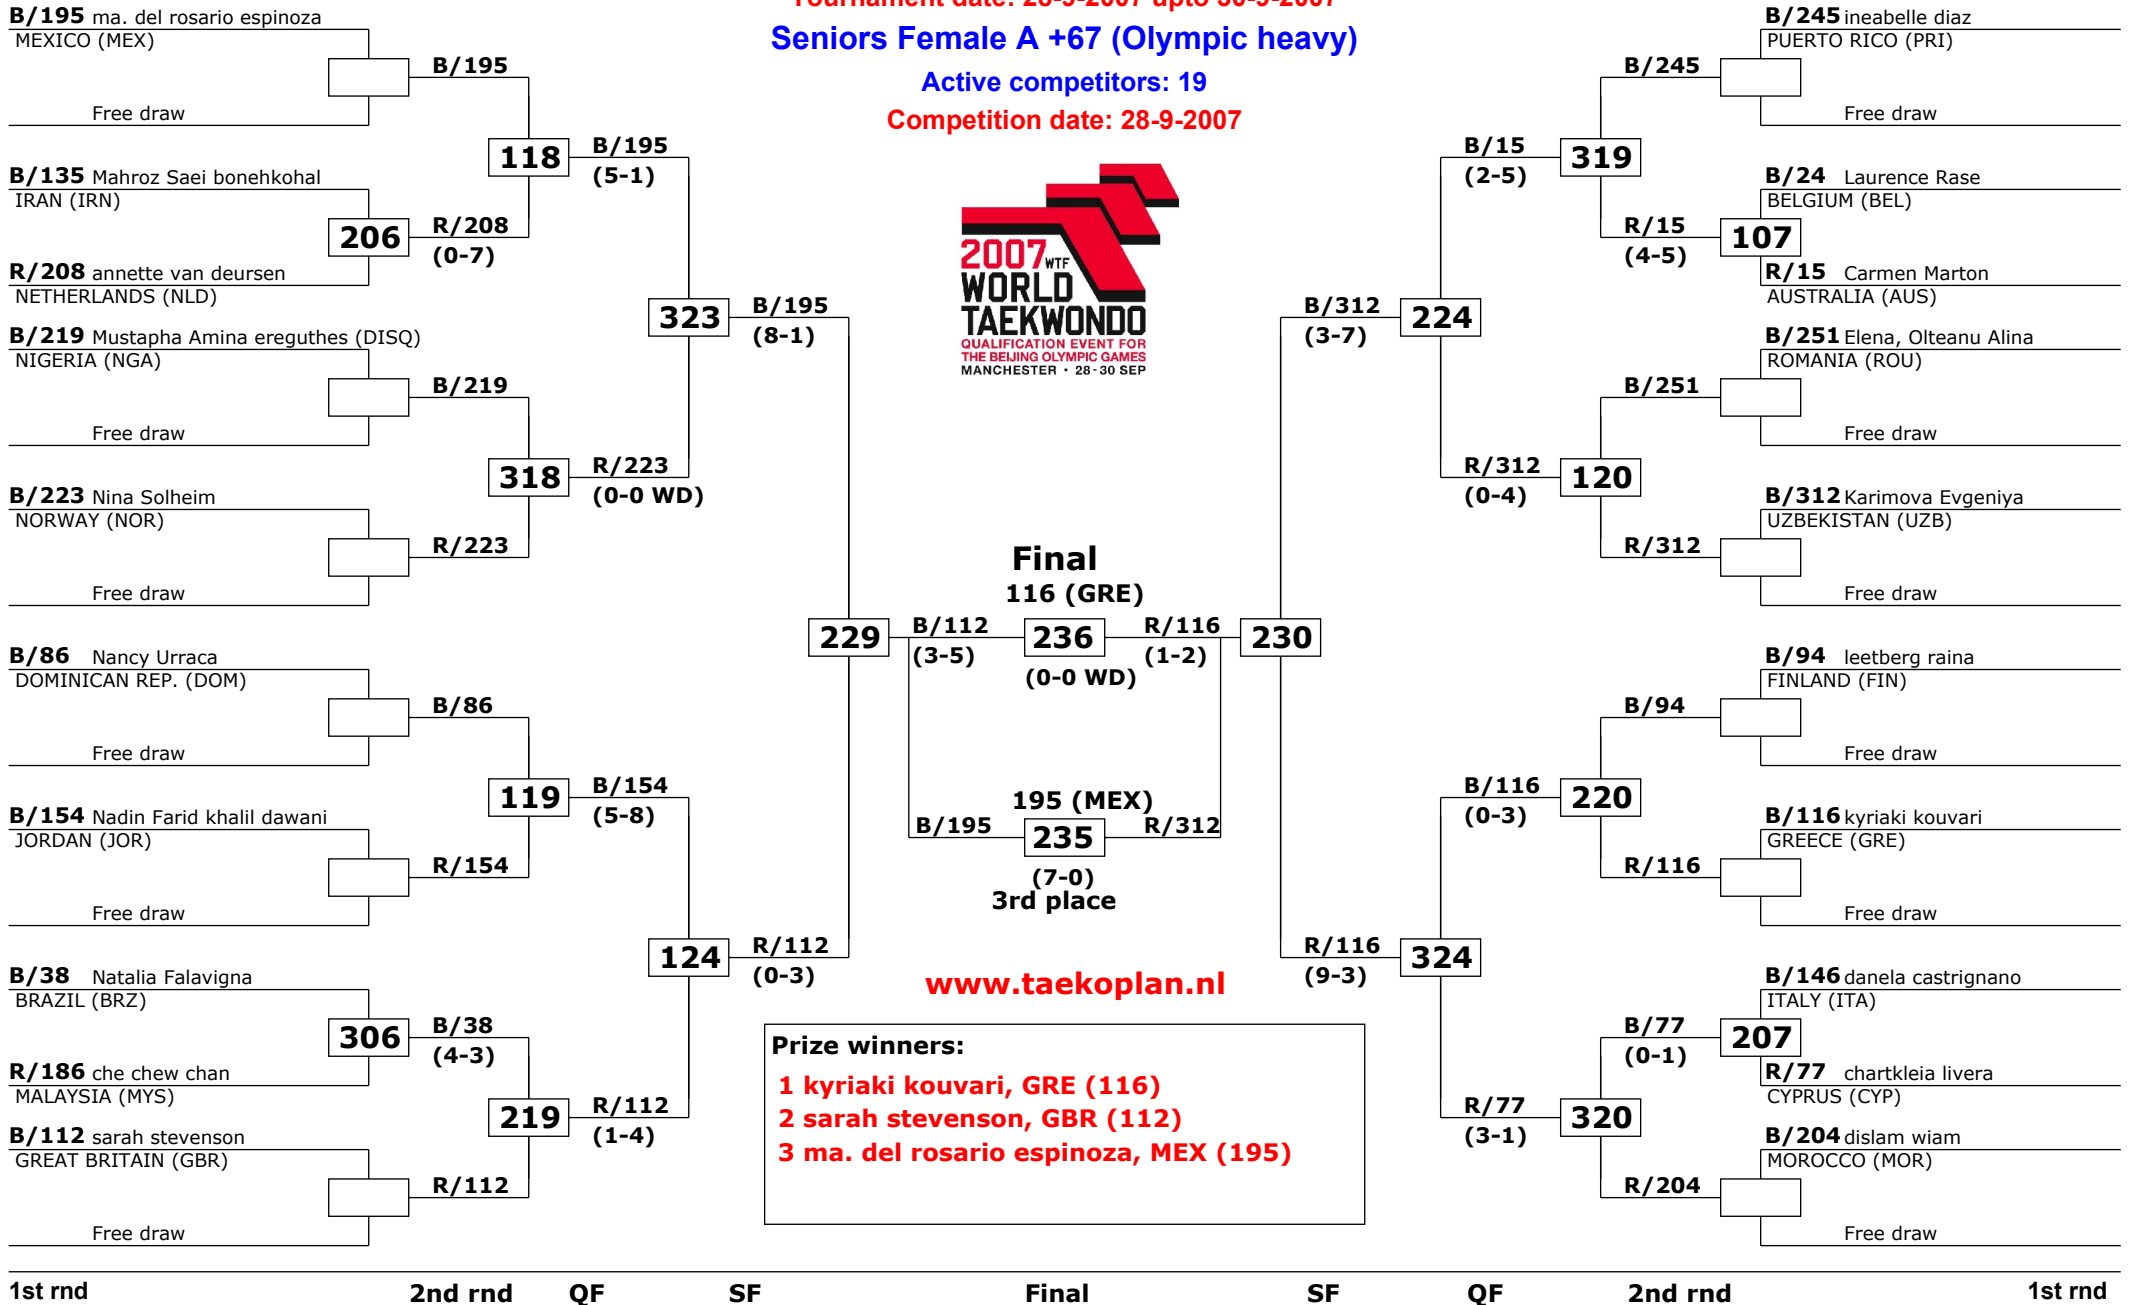 Tournament date: 28-9-2007 upto 30-9-2007
Seniors Female A +67 (Olympic heavy)
Active competitors: 19
Competition date: 28-9-2007
2007 WTF
WORLD
TAEKWONDO
QUALIFICATION EVENT FOR
THE BEIJING OLYMPIC GAMES
MANCHESTER • 28-30 SEP
B/195 ma. del rosario espinoza
MEXICO (MEX)
B/195
Free draw
118
B/195
(5-1)
B/135 Mahroz Saei bonehkohal
IRAN (IRN)
206
R/208
(0-7)
R/208 annette van deursen
NETHERLANDS (NLD)
323
B/195
(8-1)
B/219 Mustapha Amina ereguthes (DISQ)
NIGERIA (NGA)
B/219
Free draw
318
R/223
(0-0 WD)
B/223 Nina Solheim
NORWAY (NOR)
R/223
Free draw
229
B/112
(3-5)
B/86 Nancy Urraca
DOMINICAN REP. (DOM)
B/86
Free draw
119
B/154
(5-8)
B/154 Nadin Farid khalil dawani
JORDAN (JOR)
R/154
Free draw
124
R/112
(0-3)
B/38 Natalia Falavigna
BRAZIL (BRZ)
306
B/38
(4-3)
R/186 che chew chan
MALAYSIA (MYS)
219
R/112
(1-4)
B/112 sarah stevenson
GREAT BRITAIN (GBR)
R/112
Free draw
Final
116 (GRE)
236
(0-0 WD)
195 (MEX)
B/195
235
R/312
(7-0)
3rd place
www.taekoplan.nl
Prize winners:
1 kyriaki kouvari, GRE (116)
2 sarah stevenson, GBR (112)
3 ma. del rosario espinoza, MEX (195)
B/245 ineabelle diaz
PUERTO RICO (PRI)
B/245
Free draw
B/15
(2-5)
319
B/24 Laurence Rase
BELGIUM (BEL)
R/15
(4-5)
107
R/15 Carmen Marton
AUSTRALIA (AUS)
B/312
(3-7)
224
B/251 Elena, Olteanu Alina
ROMANIA (ROU)
B/251
Free draw
R/312
(0-4)
120
B/312 Karimova Evgeniya
UZBEKISTAN (UZB)
R/312
Free draw
R/116
(1-2)
230
B/94 leetberg raina
FINLAND (FIN)
B/94
Free draw
B/116
(0-3)
220
B/116 kyriaki kouvari
GREECE (GRE)
R/116
Free draw
R/116
(9-3)
324
B/146 danela castrignano
ITALY (ITA)
B/77
(0-1)
207
R/77 chartkleia livera
CYPRUS (CYP)
R/77
(3-1)
320
B/204 dislam wiam
MOROCCO (MOR)
R/204
Free draw
1st rnd 2nd rnd QF SF Final SF QF 2nd rnd 1st rnd